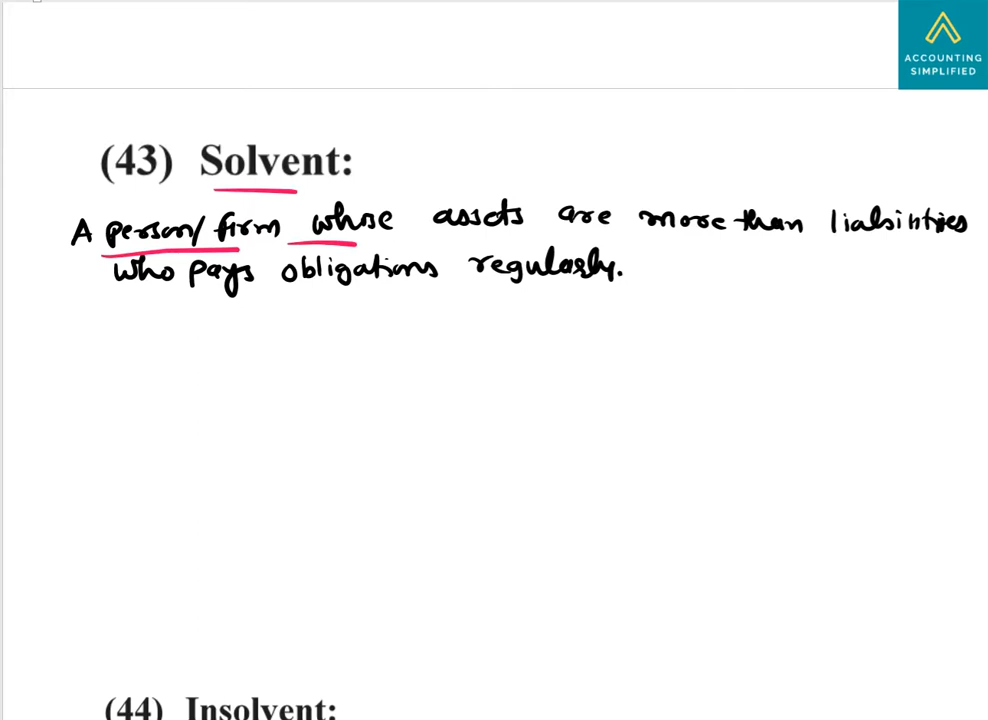 ACCOUNTING
SIMPLIFIED
(43) Solvent:
A person/firm whose assets are more than liabilities
who pays obligations regularly.
(44) Insolvent: